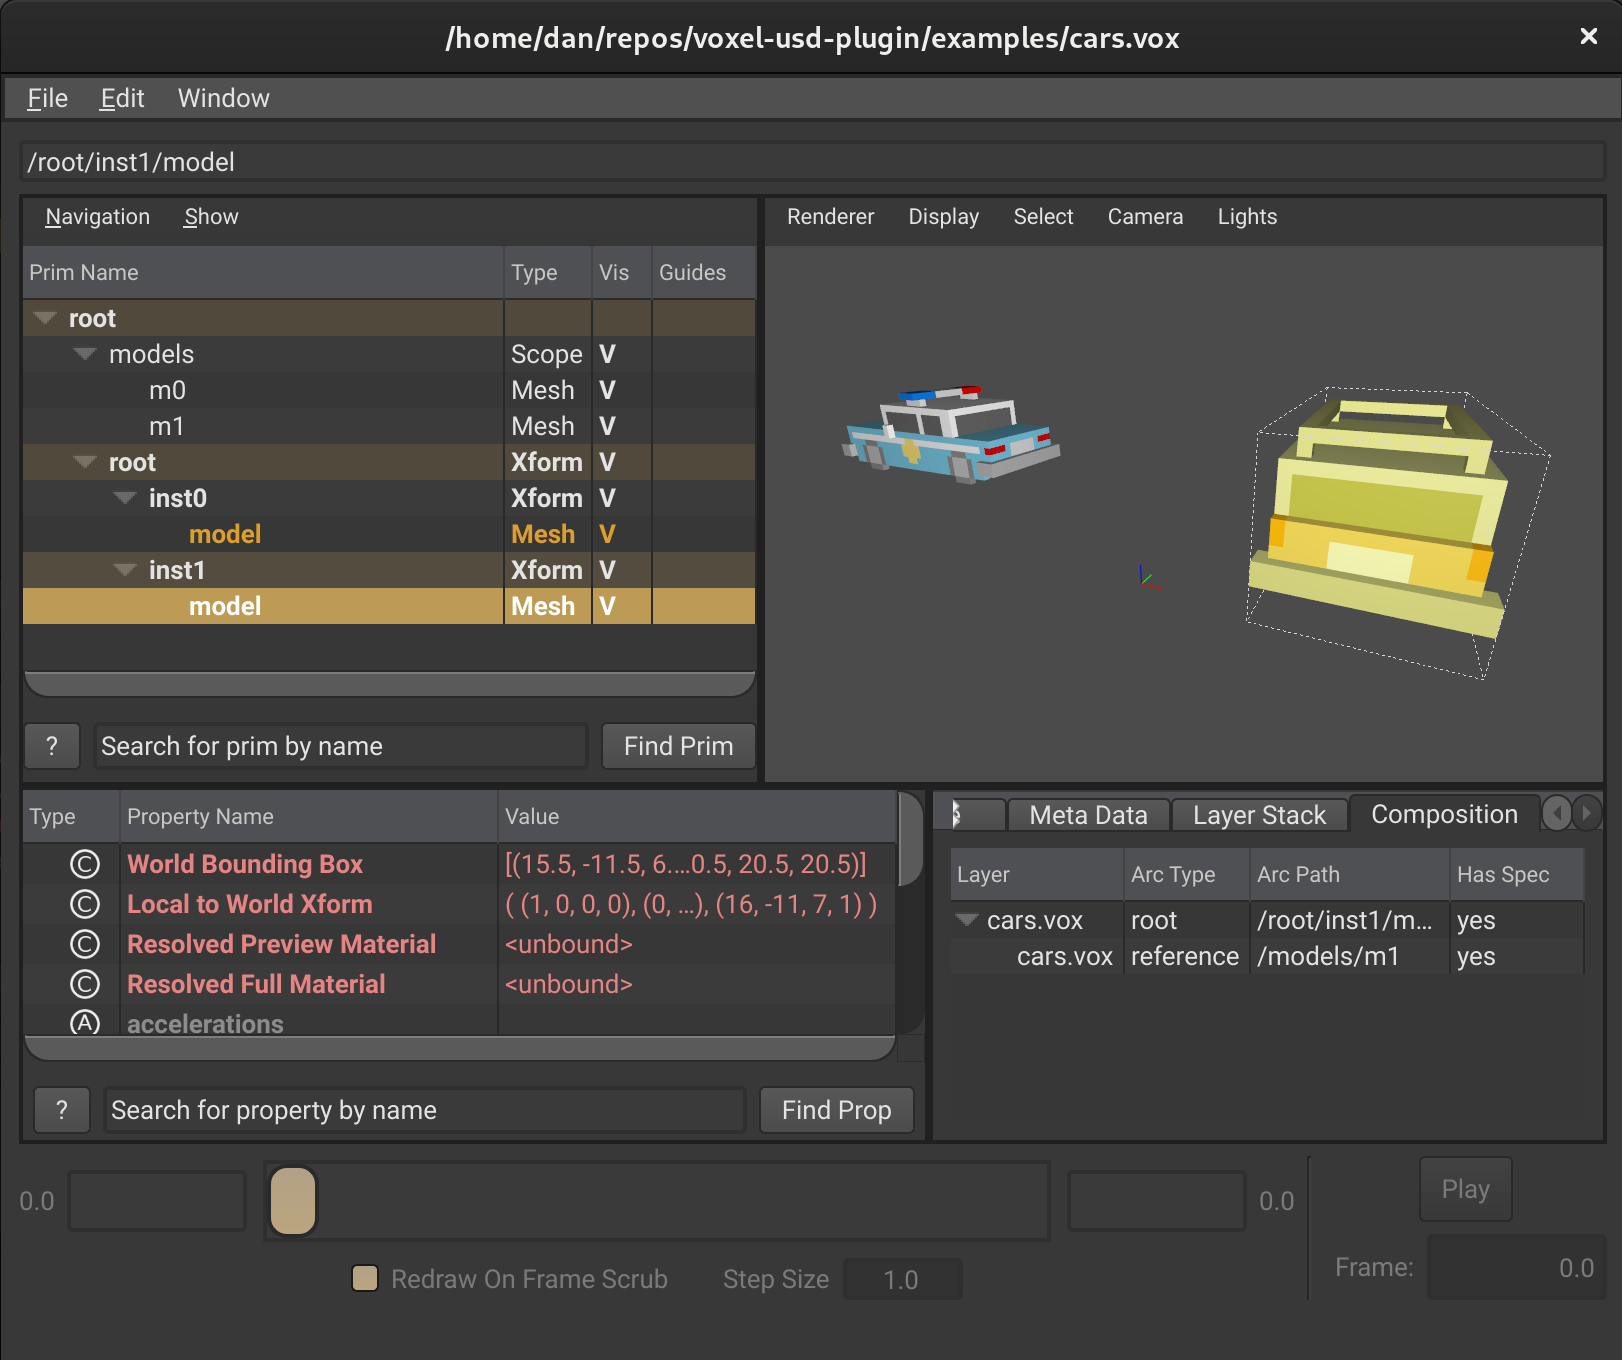 /home/dan/repos/voxel-usd-plugin/examples/cars.vox
File Edit Window
/root/inst1/model
Navigation Show
Prim Name Type Vis Guides
root
models Scope V
m0 Mesh V
m1 Mesh V
root Xform V
inst0 Xform V
model Mesh V
inst1 Xform V
model Mesh V
? Search for prim by name Find Prim
Renderer Display Select Camera Lights
Type Property Name Value
C World Bounding Box [(15.5, -11.5, 6....0.5, 20.5, 20.5)]
C Local to World Xform ( (1, 0, 0, 0), (0, ...), (16, -11, 7, 1) )
C Resolved Preview Material <unbound>
C Resolved Full Material <unbound>
A accelerations
? Search for property by name Find Prop
Meta Data Layer Stack Composition
Layer Arc Type Arc Path Has Spec
cars.vox root /root/inst1/m... yes
cars.vox reference /models/m1 yes
0.0 0.0 Play
Redraw On Frame Scrub Step Size 1.0 Frame: 0.0